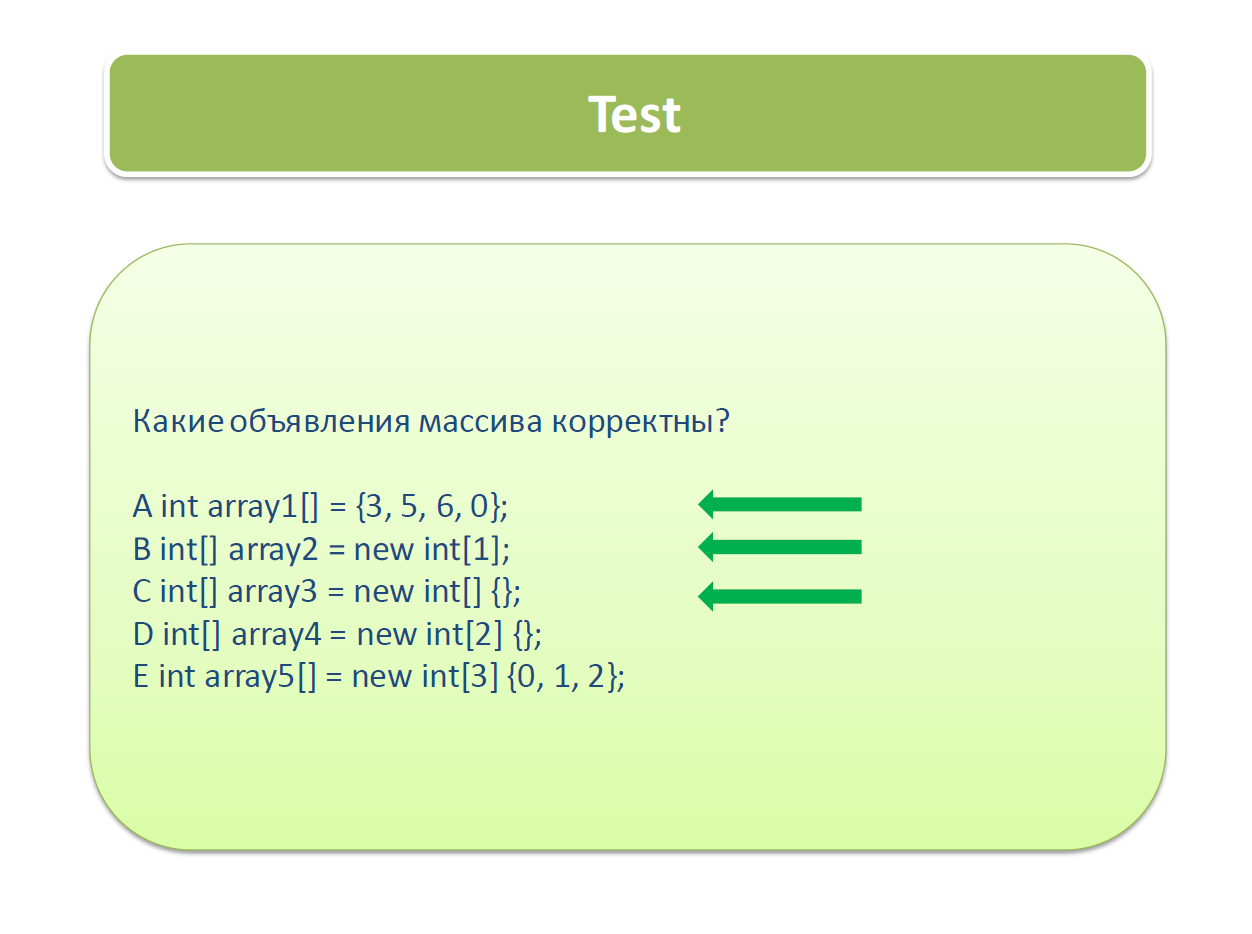 Test
Какие объявления массива корректны?
A int array1[] = {3, 5, 6, 0};
B int[] array2 = new int[1];
C int[] array3 = new int[] {};
D int[] array4 = new int[2] {};
E int array5[] = new int[3] {0, 1, 2};